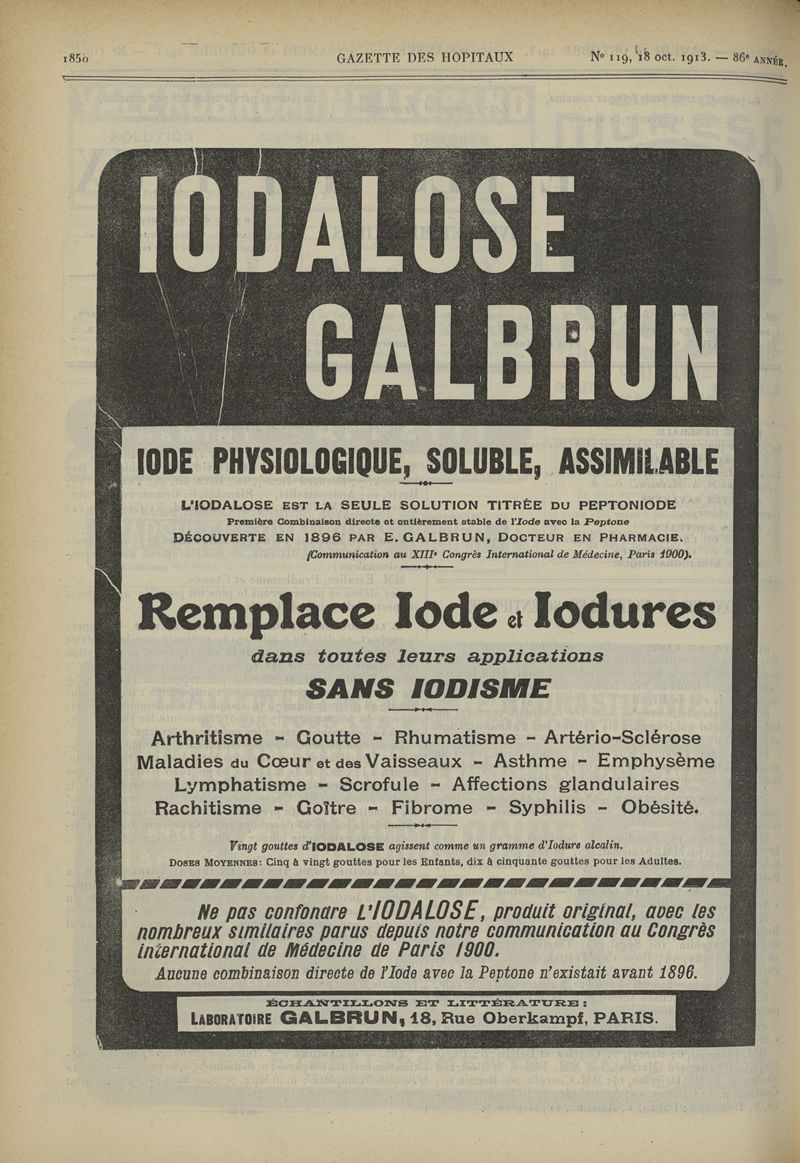 1850 GAZETTE DES HOPITAUX Nº 119, 18 oct. 1913. — 86e ANNÉE.
IODALOSE
GALBRUN
IODE PHYSIOLOGIQUE, SOLUBLE, ASSIMILABLE
L'IODALOSE EST LA SEULE SOLUTION TITRÉE DU PEPTONIODE
Première Combinaison directe et entièrement stable de l'Iode avec la Peptone
DÉCOUVERTE EN 1896 PAR E. GALBRUN, DOCTEUR EN PHARMACIE.
(Communication au XIIIe Congrès International de Médecine, Paris 1900).
Remplace Iode et Iodures
dans toutes leurs applications
SANS IODISME
Arthritisme - Goutte - Rhumatisme - Artério-Sclérose
Maladies du Cœur et des Vaisseaux - Asthme - Emphysème
Lymphatisme - Scrofule - Affections glandulaires
Rachitisme - Goître - Fibrome - Syphilis - Obésité.
Vingt gouttes d'IODALOSE agissent comme un gramme d'Iodure alcalin.
DOSES MOYENNES: Cinq à vingt gouttes pour les Enfants, dix à cinquante gouttes pour les Adultes.
Ne pas confondre L'IODALOSE, produit original, avec les
nombreux similaires parus depuis notre communication au Congrès
international de Médecine de Paris 1900.
Aucune combinaison directe de l'Iode avec la Peptone n'existait avant 1896.
ÉCHANTILLONS ET LITTÉRATURE :
LABORATOIRE GALBRUN, 18, Rue Oberkampf, PARIS.